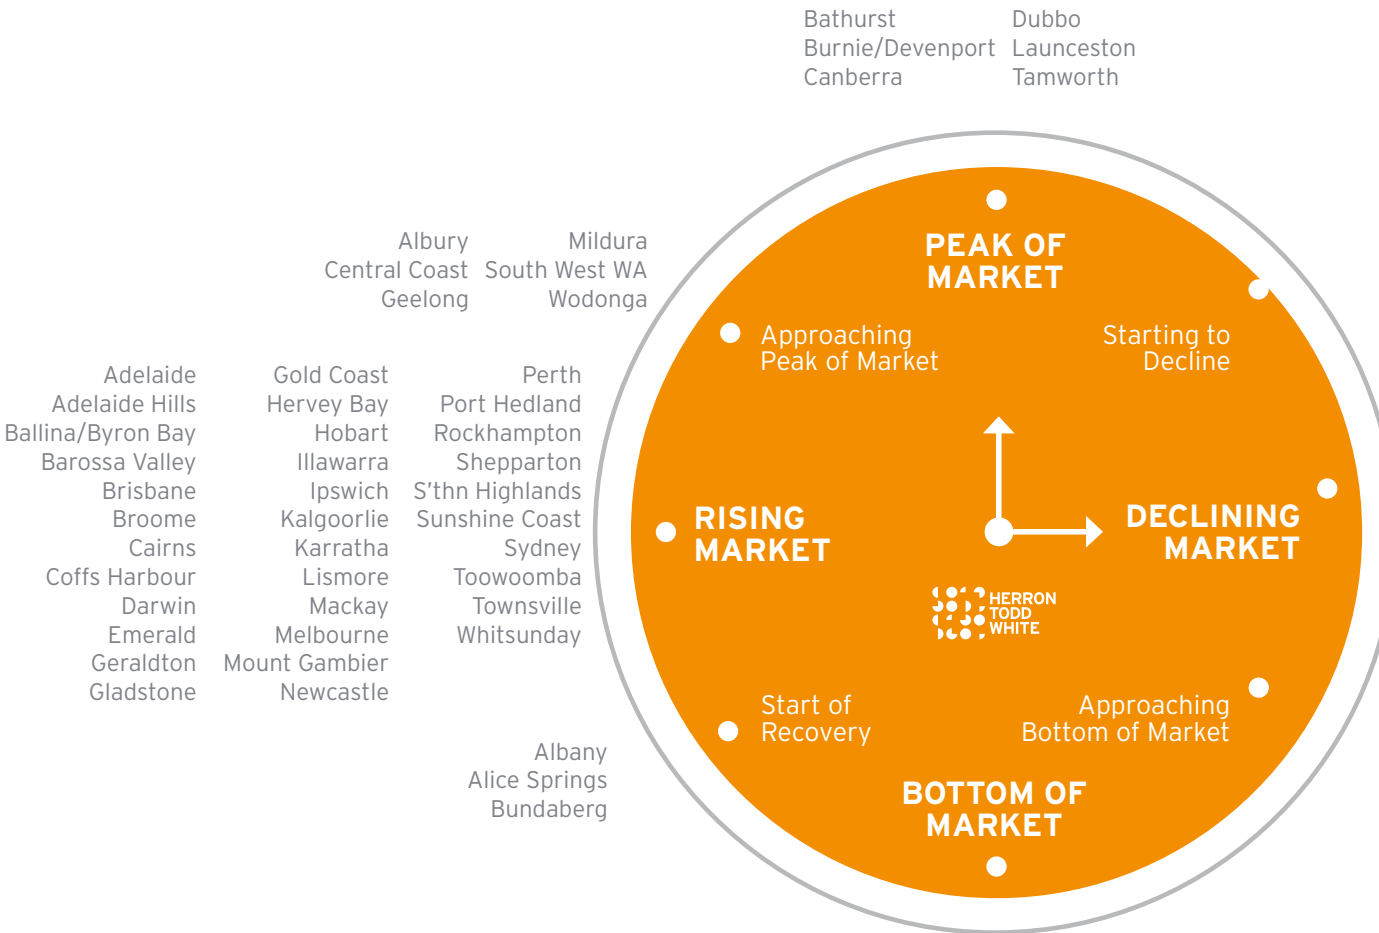 Bathurst Dubbo
Burnie/Devenport Launceston
Canberra Tamworth
PEAK OF
MARKET
Albury Mildura
Central Coast South West WA
Geelong Wodonga
Approaching
Peak of Market
Starting to
Decline
Adelaide Gold Coast Perth
Adelaide Hills Hervey Bay Port Hedland
Ballina/Byron Bay Hobart Rockhampton
Barossa Valley Illawarra Shepparton
Brisbane Ipswich S'thn Highlands
Broome Kalgoorlie Sunshine Coast
Cairns Karratha Sydney
Coffs Harbour Lismore Toowoomba
Darwin Mackay Townsville
Emerald Melbourne Whitsunday
Geraldton Mount Gambier
Gladstone Newcastle
RISING
MARKET
DECLINING
MARKET
HERRON
TODD
WHITE
Start of
Recovery
Approaching
Bottom of Market
Albany
Alice Springs
Bundaberg
BOTTOM OF
MARKET